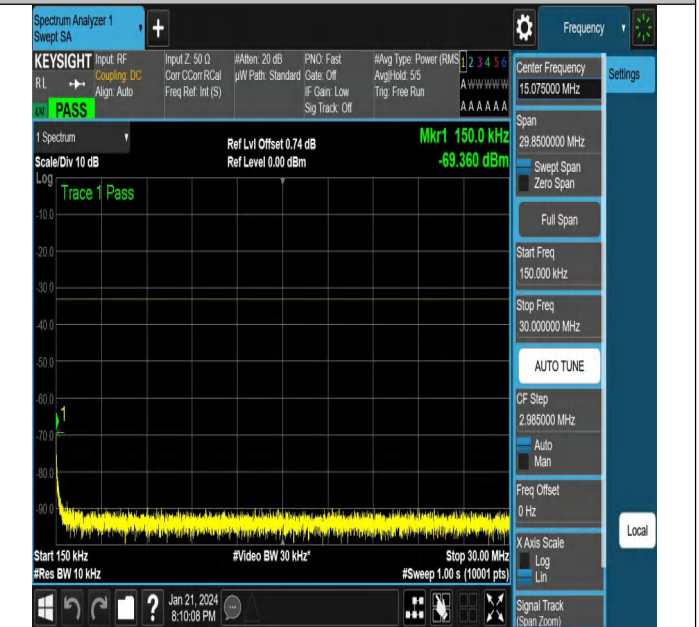 Spectrum Analyzer 1
Swept SA
Frequency
KEYSIGHT
RL
PASS
Input: RF
Coupling: DC
Align: Auto
Input Z: 50 Ω
Corr CCorr RCal
Freq Ref: Int (S)
#Atten: 20 dB
µW Path: Standard
PNO: Fast
Gate: Off
IF Gain: Low
Sig Track: Off
#Avg Type: Power (RMS
Avg|Hold: 5/5
Trig: Free Run
1 2 3 4 5 6
A W W W W W
A A A A A A
1 Spectrum
Scale/Div 10 dB
Ref Lvl Offset 0.74 dB
Ref Level 0.00 dBm
Mkr1 150.0 kHz
-69.360 dBm
Log
Trace 1 Pass
-10.0
-20.0
-30.0
-40.0
-50.0
-60.0
1
-70.0
-80.0
-90.0
Start 150 kHz
#Res BW 10 kHz
#Video BW 30 kHz*
Stop 30.00 MHz
#Sweep 1.00 s (10001 pts)
Jan 21, 2024
8:10:08 PM
Center Frequency
15.075000 MHz
Settings
Span
29.8500000 MHz
Swept Span
Zero Span
Full Span
Start Freq
150.000 kHz
Stop Freq
30.000000 MHz
AUTO TUNE
CF Step
2.985000 MHz
Auto
Man
Freq Offset
0 Hz
X Axis Scale
Log
Lin
Local
Signal Track
(Span Zoom)